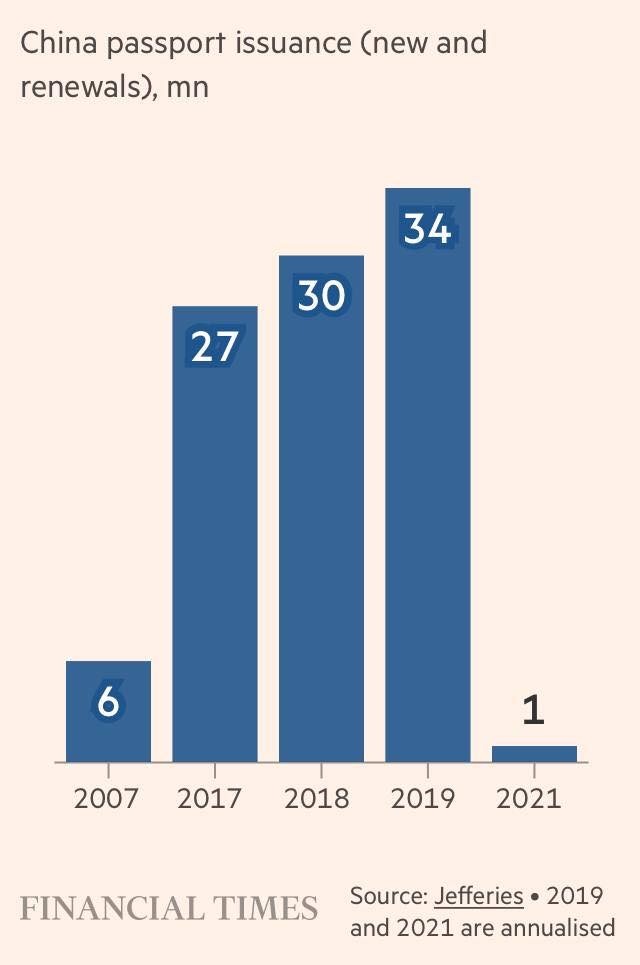 China passport issuance (new and
renewals), mn
34
30
27
6
1
2007 2017 2018 2019 2021
FINANCIAL TIMES
Source: Jefferies • 2019
and 2021 are annualised